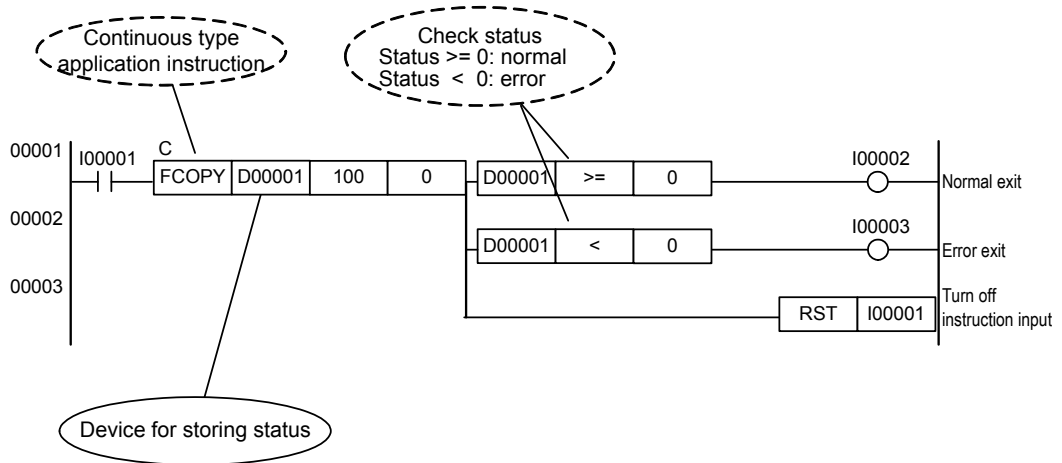 Continuous type
application instruction
Check status
Status >= 0: normal
Status < 0: error
00001
I00001
C
FCOPY D00001 100 0
D00001 >= 0
I00002
Normal exit
00002
D00001 < 0
I00003
Error exit
00003
RST I00001
Turn off
instruction input
Device for storing status